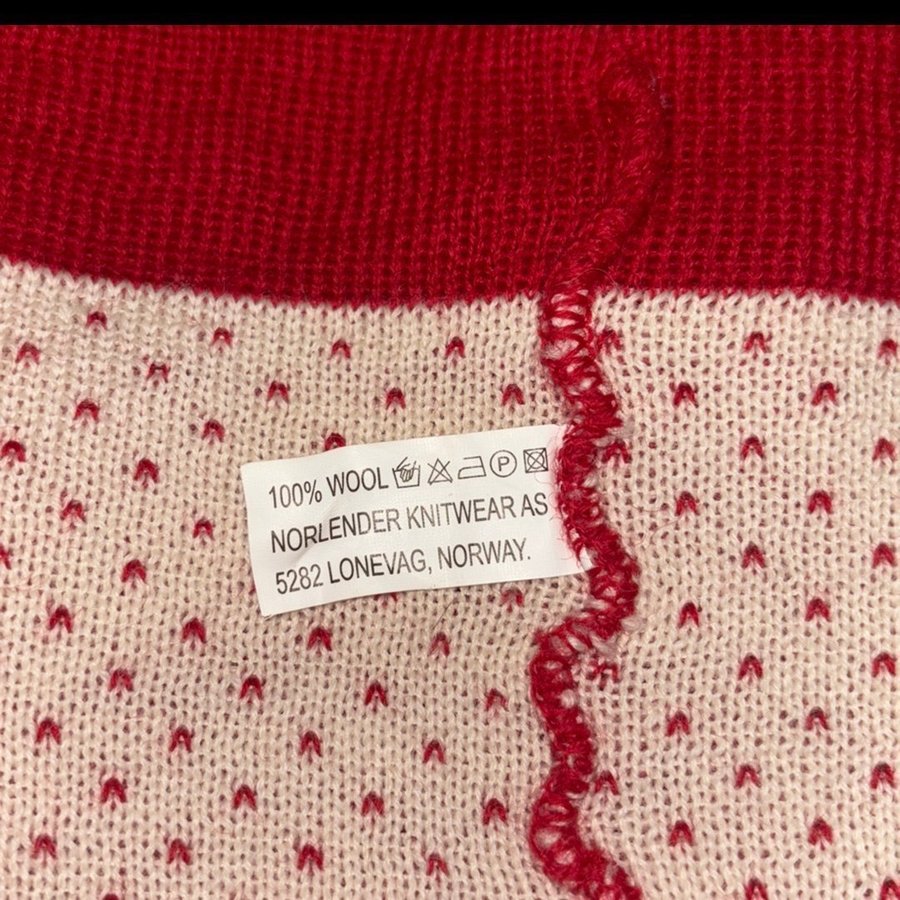 100% WOOL
NORLENDER KNITWEAR AS
5282 LONEVAG, NORWAY.